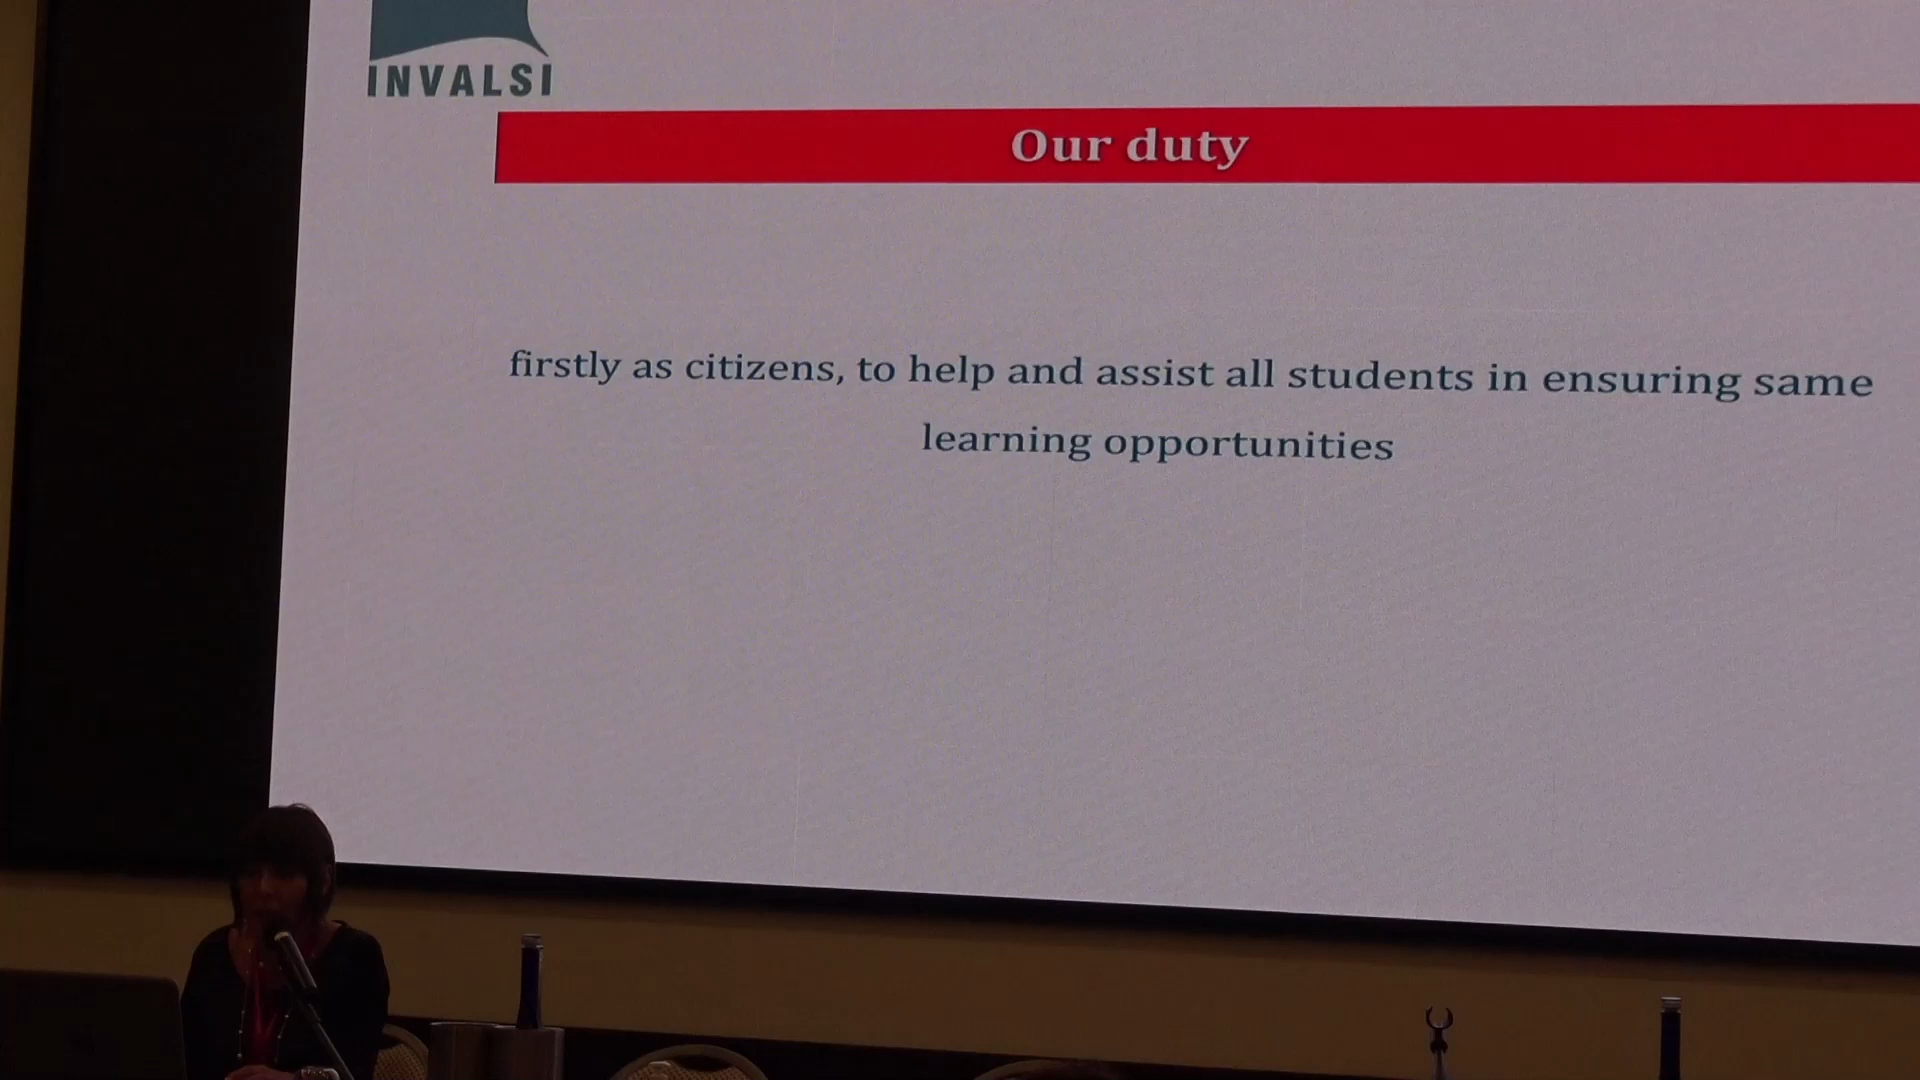 INVALSI
Our duty
firstly as citizens, to help and assist all students in ensuring same
learning opportunities